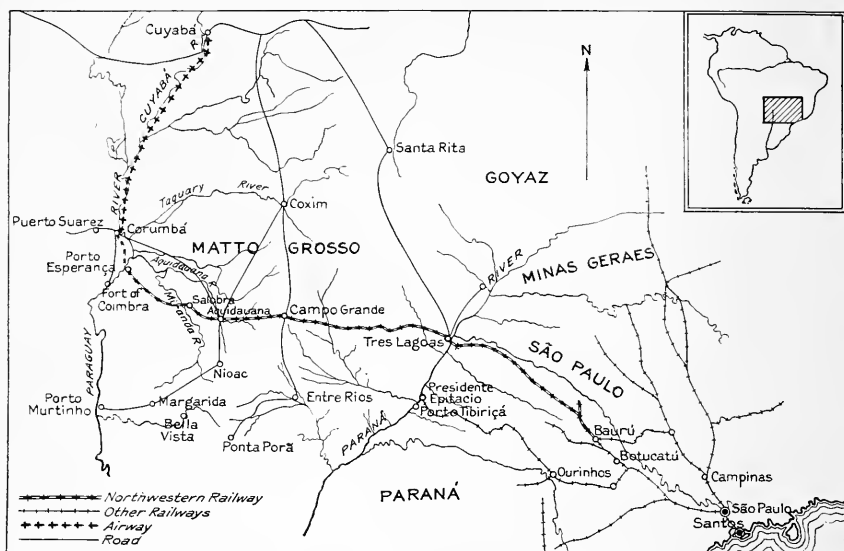 Cuyabá
R.
CUYABÁ
N
Santa Rita
GOYAZ
RIVER
Taquary River
Coxim
Puerto Suarez
Corumbá
MATTO GROSSO
RIVER
MINAS GERAES
Porto
Esperança
Aquidauana R
Fort of
Coimbra
Miranda R
Salobra
Aquidauana
Campo Grande
Tres Lagoas
SÃO PAULO
PARAGUAY
Nioac
Porto
Murtinho
Margarida
Bella
Vista
Entre Rios
Presidente
Epitacio
Porto Tibiriçá
Ponta Porã
PARANÁ
Baurú
Botucatú
Ourinhos
Campinas
PARANÁ
São Paulo
Santos
Northwestern Railway
Other Railways
Airway
Road